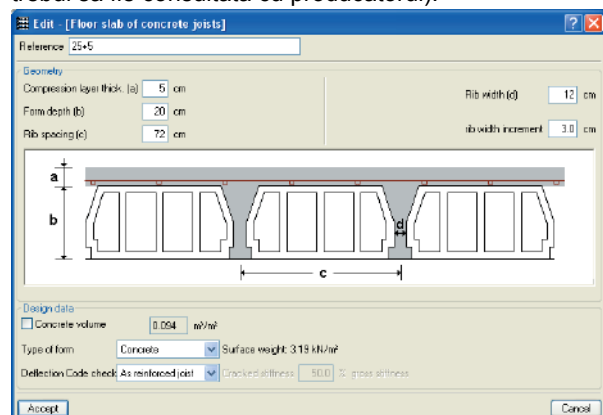 trebui să fie consultată cu producătorul).
Edit - [Floor slab of concrete joists]
Reference 25+5
Geometry
Compression layer thick. (a) 5 cm
Form depth (b) 20 cm
Rib spacing (c) 72 cm
Rib width (d) 12 cm
rib width increment 3.0 cm
a
b
d
c
Design data
Concrete volume 0.094 m³/m²
Type of form Concrete Surface weight: 3.19 kN/m²
Deflection Code check As reinforced joist Cracked stiffness 50.0 % gross stiffness
Accept Cancel